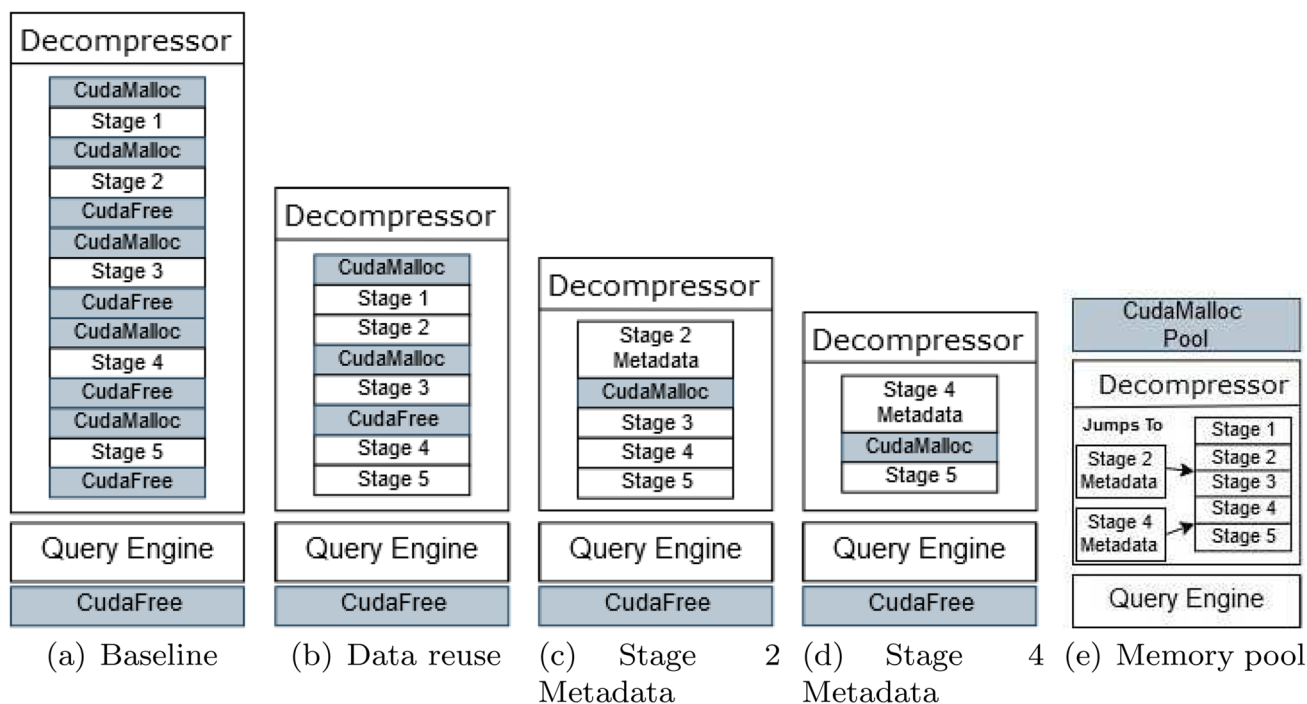 Decompressor
CudaMalloc
Stage 1
CudaMalloc
Stage 2
CudaFree
CudaMalloc
Stage 3
CudaFree
CudaMalloc
Stage 4
CudaFree
CudaMalloc
Stage 5
CudaFree
Query Engine
CudaFree
(a) Baseline
Decompressor
CudaMalloc
Stage 1
Stage 2
CudaMalloc
Stage 3
CudaFree
Stage 4
Stage 5
Query Engine
CudaFree
(b) Data reuse
Decompressor
Stage 2
Metadata
CudaMalloc
Stage 3
Stage 4
Stage 5
Query Engine
CudaFree
(c) Stage 2
Metadata
Decompressor
Stage 4
Metadata
CudaMalloc
Stage 5
Query Engine
CudaFree
(d) Stage 4
Metadata
CudaMalloc
Pool
Decompressor
Jumps To
Stage 2
Metadata
Stage 4
Metadata
Stage 1
Stage 2
Stage 3
Stage 4
Stage 5
Query Engine
(e) Memory pool